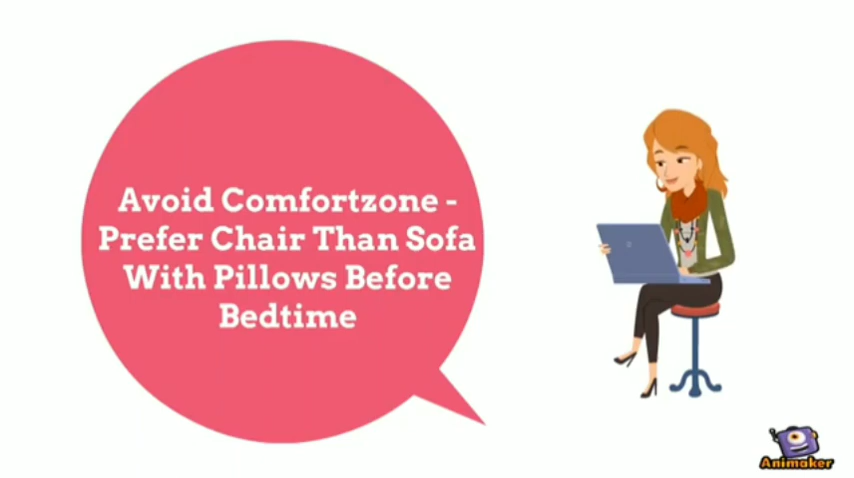 Avoid Comfortzone -
Prefer Chair Than Sofa
With Pillows Before
Bedtime
Animaker